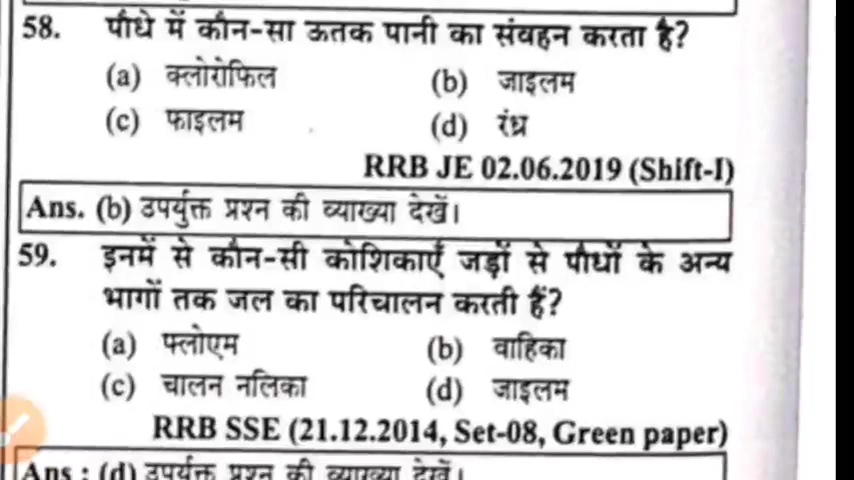 58. पौधे में कौन-सा ऊतक पानी का संवहन करता है?
(a) क्लोरोफिल (b) जाइलम
(c) फाइलम (d) रंध्र
RRB JE 02.06.2019 (Shift-I)
Ans. (b) उपर्युक्त प्रश्न की व्याख्या देखें।
59. इनमें से कौन-सी कोशिकाएँ जड़ों से पौधों के अन्य
भागों तक जल का परिचालन करती हैं?
(a) फ्लोएम (b) वाहिका
(c) चालन नलिका (d) जाइलम
RRB SSE (21.12.2014, Set-08, Green paper)
Ans : (d) उपर्युक्त प्रश्न की व्याख्या देखें।